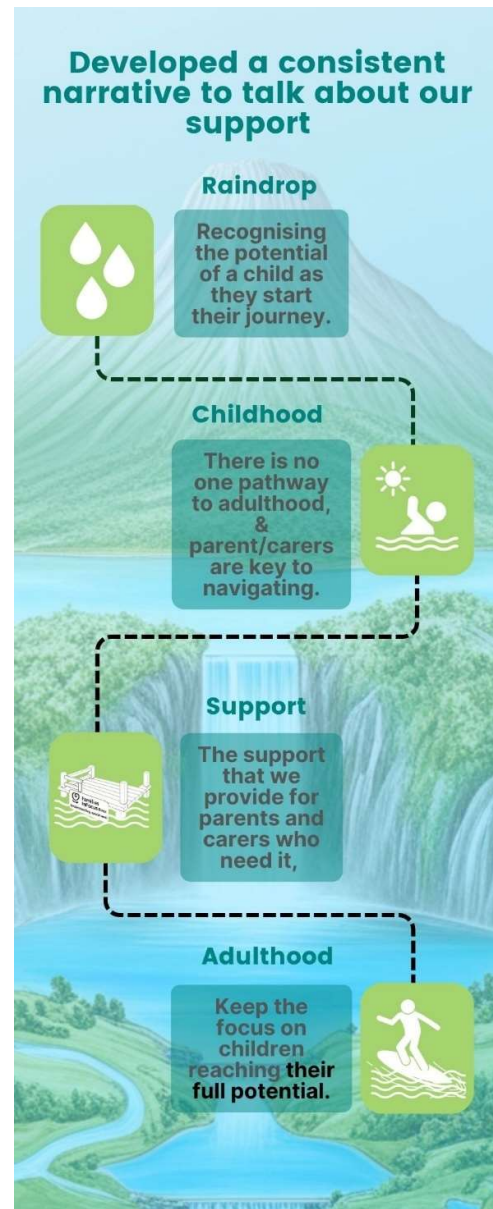 Developed a consistent
narrative to talk about our
support
Raindrop
Recognising
the potential
of a child as
they start
their journey.
Childhood
There is no
one pathway
to adulthood,
&
parent/carers
are key to
navigating.
Support
The support
that we
provide for
parents and
carers who
need it,
Adulthood
Keep the
focus on
children
reaching their
full potential.